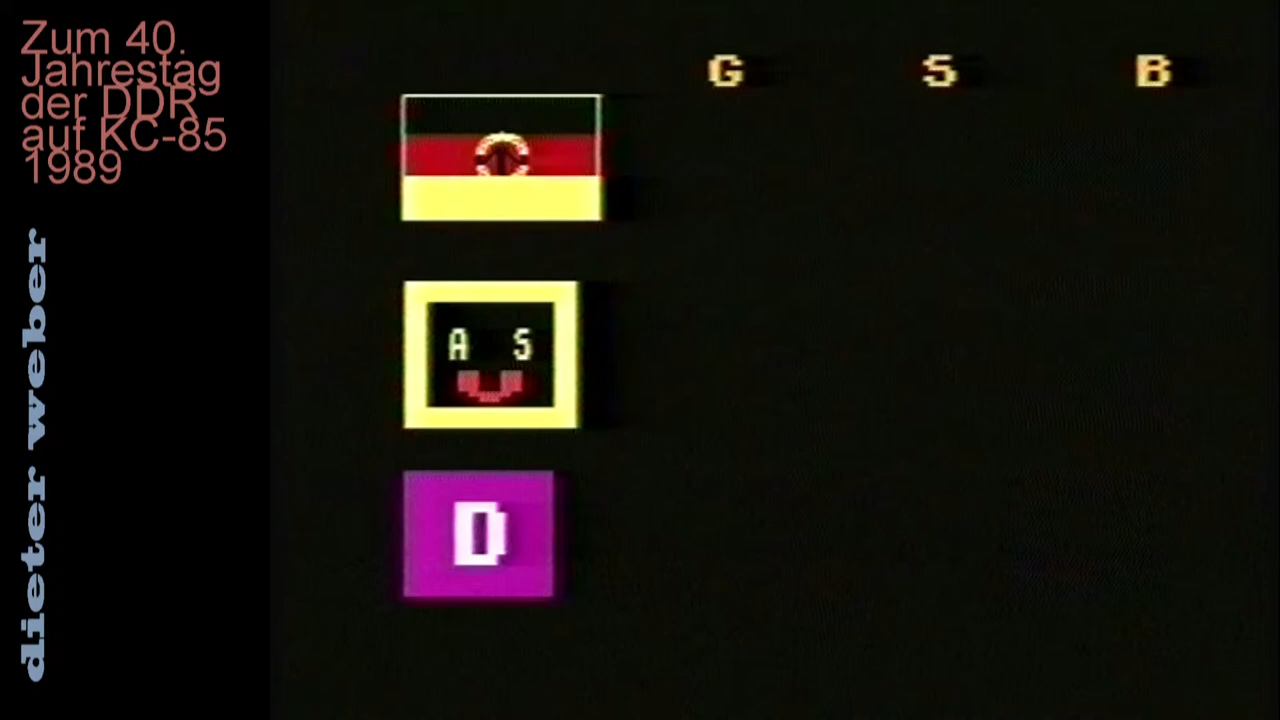 Zum 40.
Jahrestag
der DDR
auf KC-85
1989
dieter weber
G S B
A S
D